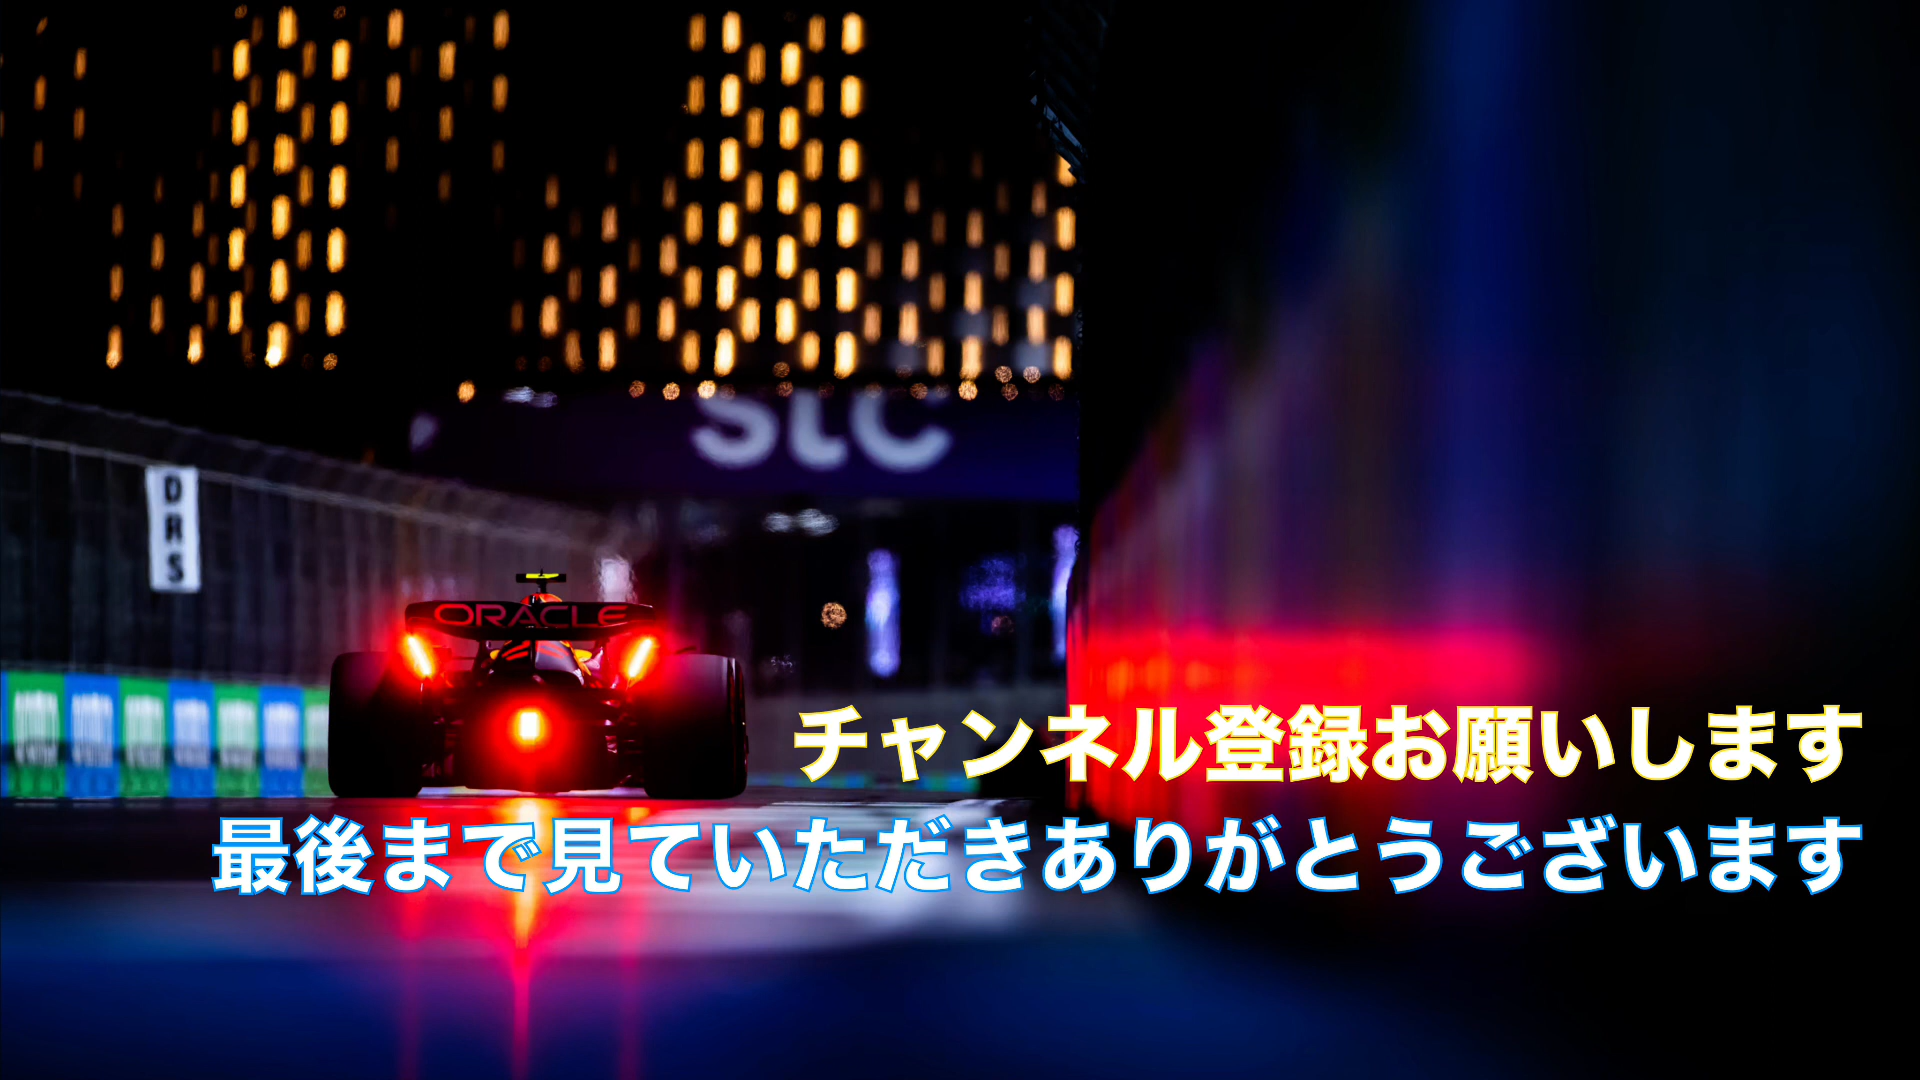 stc
DRS
ORACLE
チャンネル登録お願いします
最後まで見ていただきありがとうございます